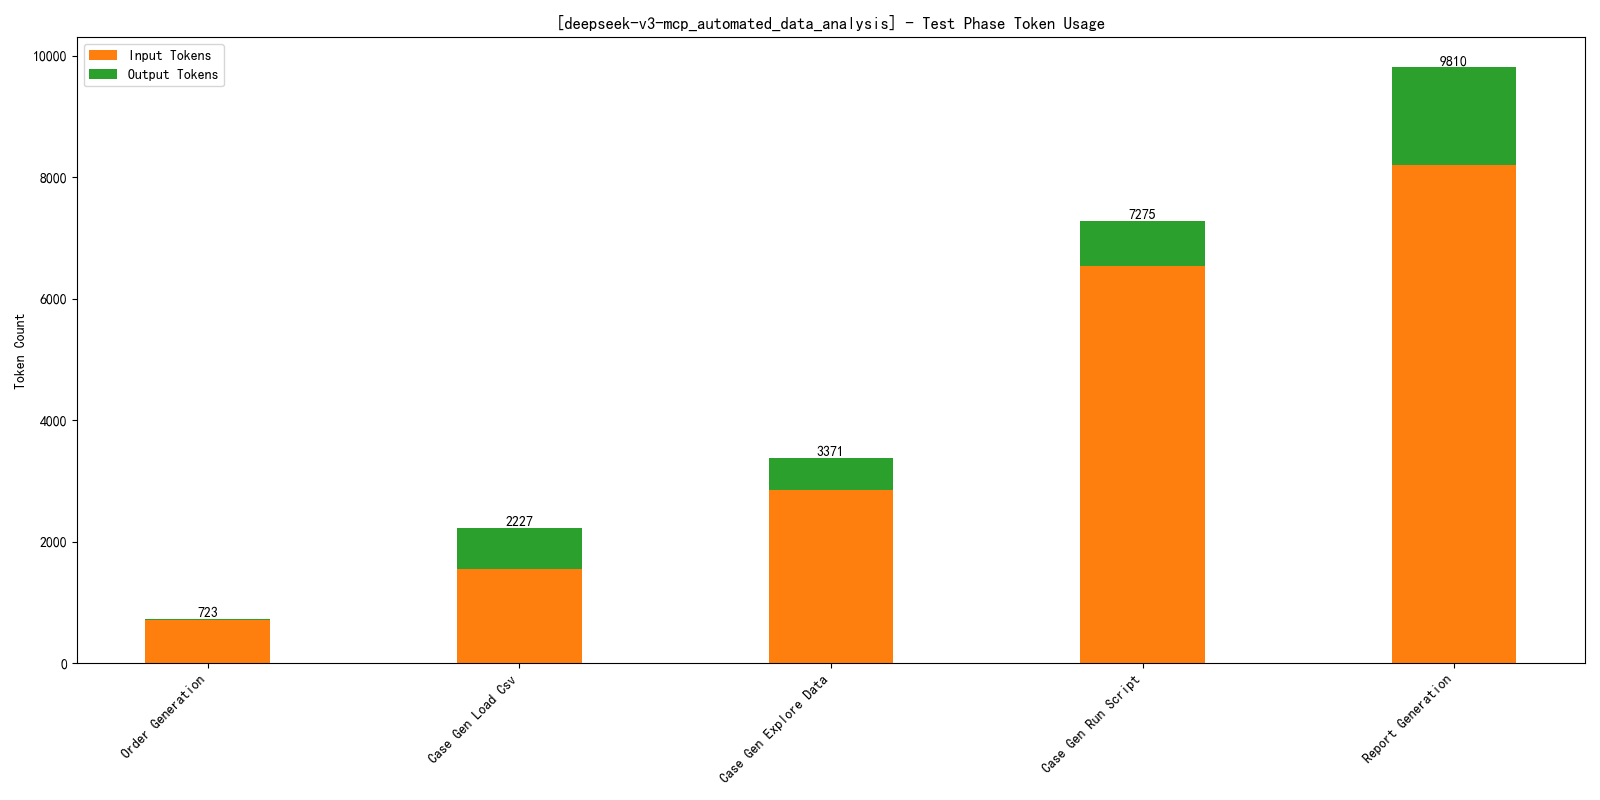 [deepseek-v3-mcp_automated_data_analysis] - Test Phase Token Usage
Input Tokens
Output Tokens
Token Count
10000
8000
6000
4000
2000
0
723
2227
3371
7275
9810
Order Generation
Case Gen Load Csv
Case Gen Explore Data
Case Gen Run Script
Report Generation